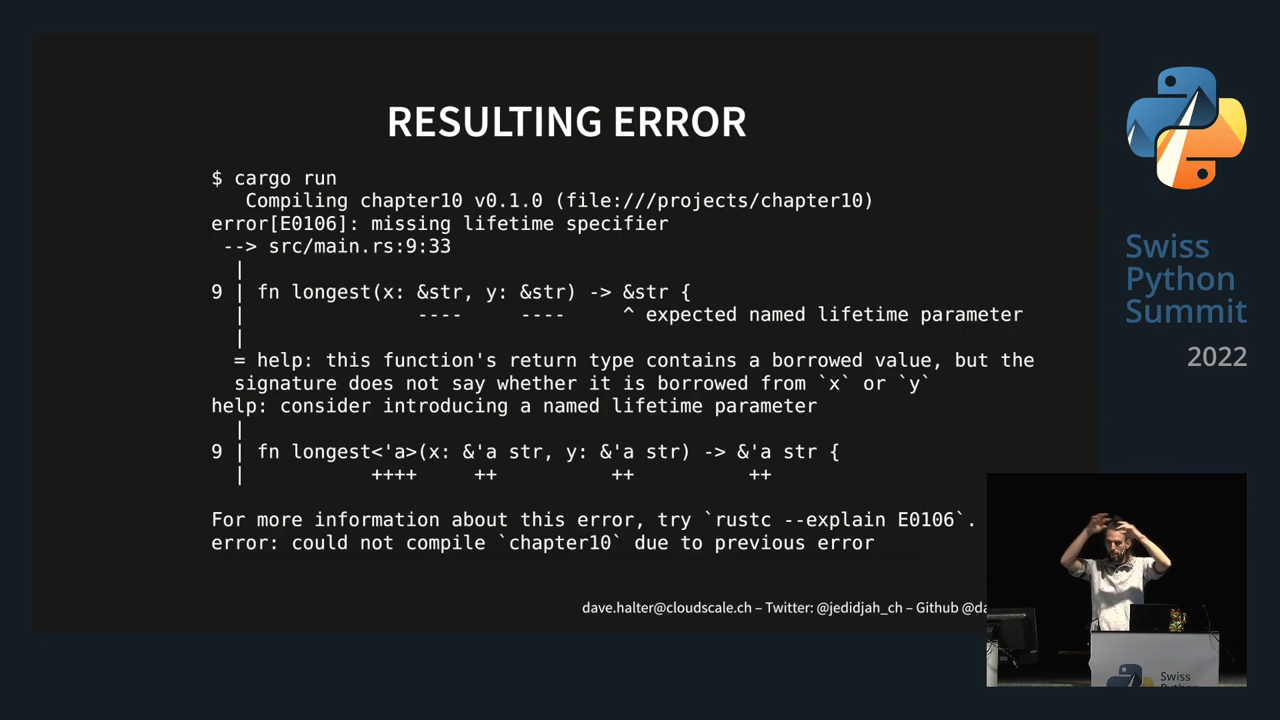 RESULTING ERROR
$ cargo run
   Compiling chapter10 v0.1.0 (file:///projects/chapter10)
error[E0106]: missing lifetime specifier
 --> src/main.rs:9:33
  |
9 | fn longest(x: &str, y: &str) -> &str {
  |               ----     ----     ^ expected named lifetime parameter
  |
  = help: this function's return type contains a borrowed value, but the
  signature does not say whether it is borrowed from `x` or `y`
help: consider introducing a named lifetime parameter
  |
9 | fn longest<'a>(x: &'a str, y: &'a str) -> &'a str {
  |           ++++     ++          ++          ++
For more information about this error, try `rustc --explain E0106`.
error: could not compile `chapter10` due to previous error
dave.halter@cloudscale.ch – Twitter: @jedidjah_ch – Github @da
Swiss
Python
Summit
2022
Swiss